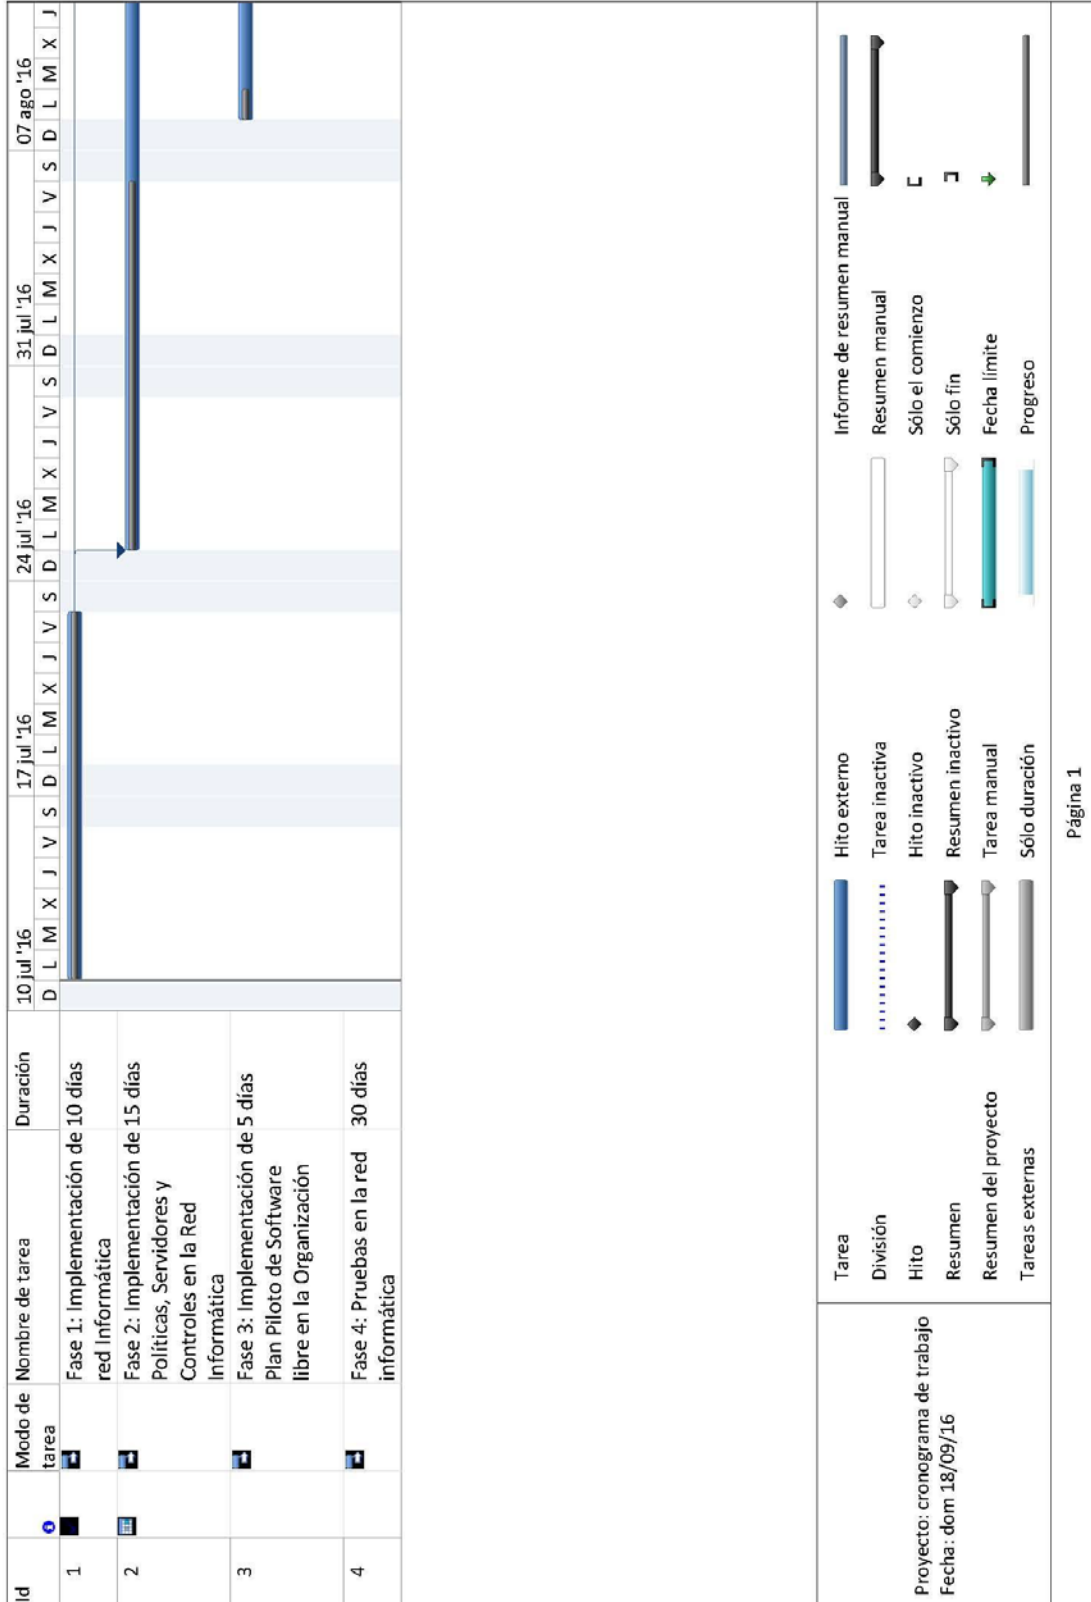 Id
Modo de tarea
Nombre de tarea
Duración
10 jul '16
17 jul '16
24 jul '16
31 jul '16
07 ago '16
D L M X J V S D L M X J V S D L M X J V S D L M X J V S D L M X J
1
Fase 1: Implementación de
red Informática
10 días
2
Fase 2: Implementación de
Políticas, Servidores y
Controles en la Red
Informática
15 días
3
Fase 3: Implementación de
Plan Piloto de Software
libre en la Organización
5 días
4
Fase 4: Pruebas en la red
informática
30 días
Proyecto: cronograma de trabajo
Fecha: dom 18/09/16
Tarea
División
Hito
Resumen
Resumen del proyecto
Tareas externas
Hito externo
Tarea inactiva
Hito inactivo
Resumen inactivo
Tarea manual
Sólo duración
Informe de resumen manual
Resumen manual
Sólo el comienzo
Sólo fin
Fecha límite
Progreso
Página 1